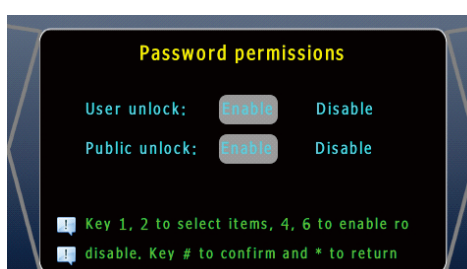 Password permissions
User unlock: Enable Disable
Public unlock: Enable Disable
Key 1, 2 to select items, 4, 6 to enable ro
disable. Key # to confirm and * to return